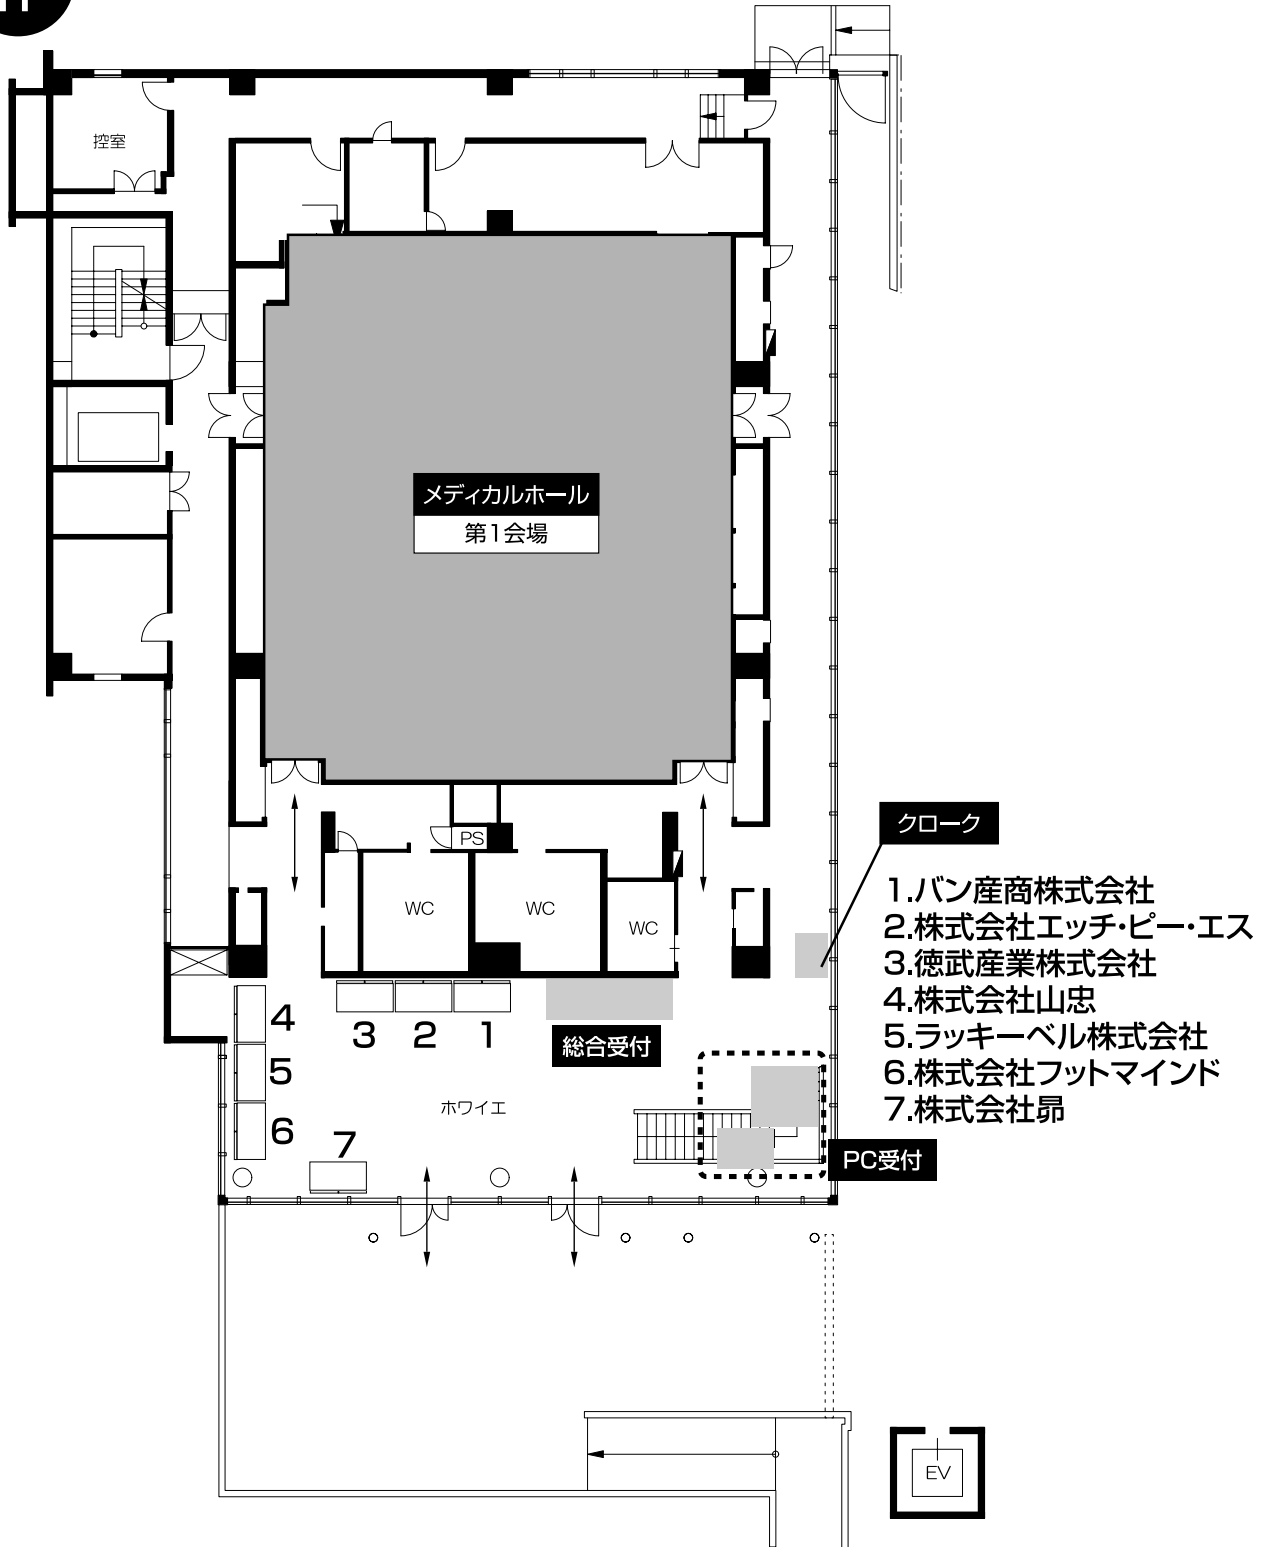 控室
メディカルホール
第1会場
PS
WC
WC
WC
クローク
1.バン産商株式会社
2.株式会社エッチ・ピー・エス
3.徳武産業株式会社
4.株式会社山忠
5.ラッキーベル株式会社
6.株式会社フットマインド
7.株式会社昴
4
3
2
1
総合受付
5
ホワイエ
6
7
PC受付
EV